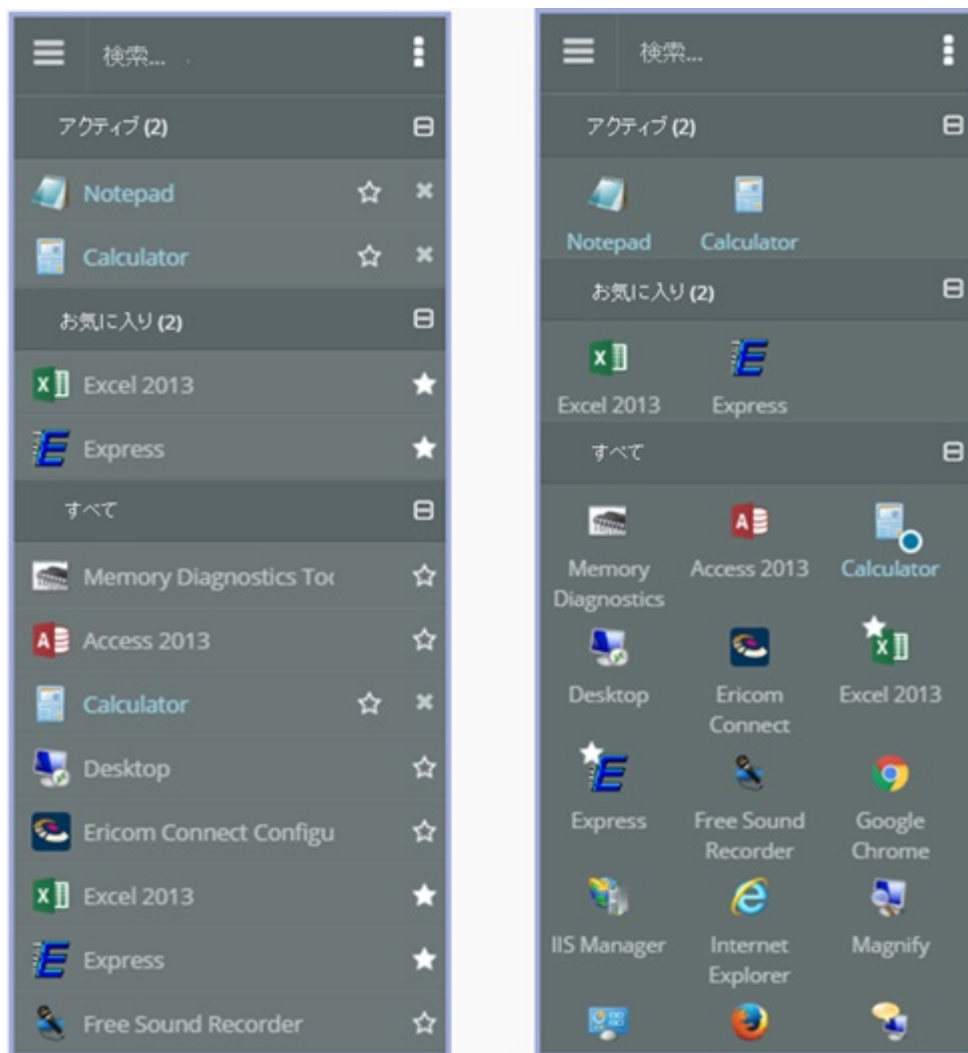 検索...
アクティブ (2)
Notepad
Calculator
お気に入り (2)
Excel 2013
Express
すべて
Memory Diagnostics Too
Access 2013
Calculator
Desktop
Ericom Connect Configu
Excel 2013
Express
Free Sound Recorder
検索...
アクティブ (2)
Notepad Calculator
お気に入り (2)
Excel 2013 Express
すべて
Memory Access 2013 Calculator
Diagnostics
Desktop Ericom Excel 2013
Connect
Express Free Sound Google
Recorder Chrome
IIS Manager Internet Magnify
Explorer